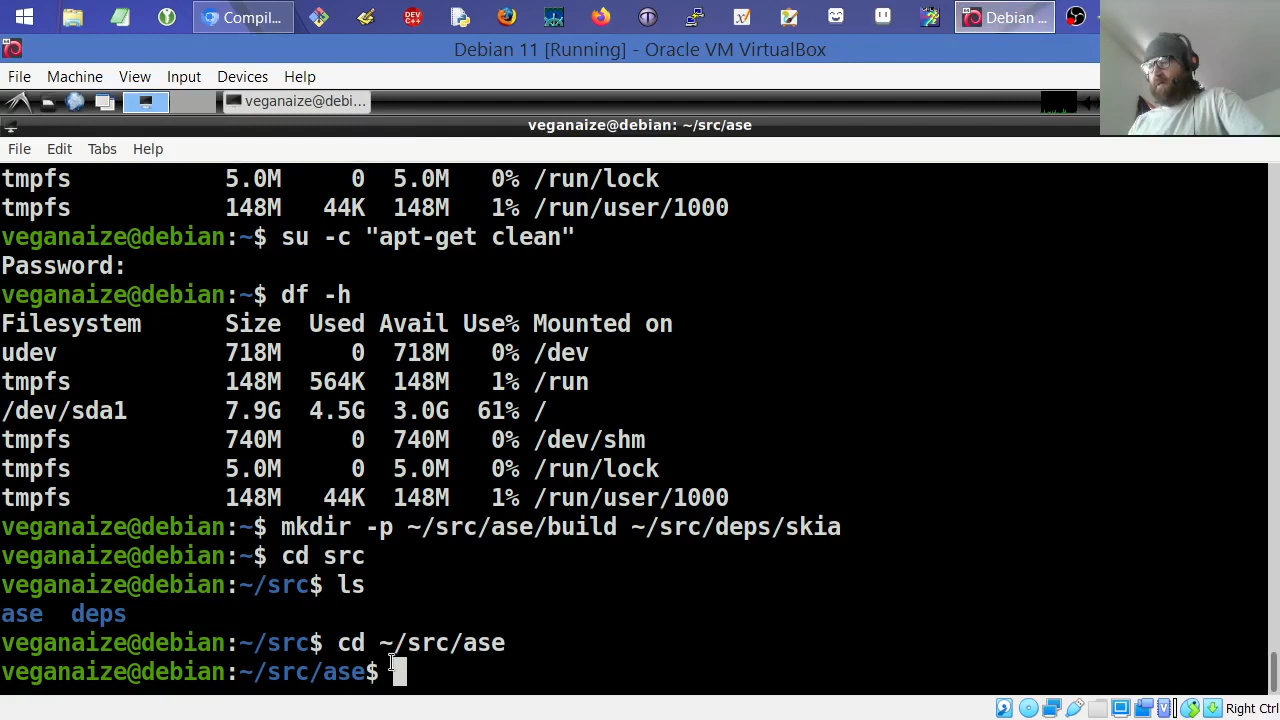 Compil...
DEV C++
Debian ...
Debian 11 [Running] - Oracle VM VirtualBox
File Machine View Input Devices Help
veganaize@debi...
veganaize@debian: ~/src/ase
File Edit Tabs Help
tmpfs 5.0M 0 5.0M 0% /run/lock
tmpfs 148M 44K 148M 1% /run/user/1000
veganaize@debian:~$ su -c "apt-get clean"
Password:
veganaize@debian:~$ df -h
Filesystem Size Used Avail Use% Mounted on
udev 718M 0 718M 0% /dev
tmpfs 148M 564K 148M 1% /run
/dev/sda1 7.9G 4.5G 3.0G 61% /
tmpfs 740M 0 740M 0% /dev/shm
tmpfs 5.0M 0 5.0M 0% /run/lock
tmpfs 148M 44K 148M 1% /run/user/1000
veganaize@debian:~$ mkdir -p ~/src/ase/build ~/src/deps/skia
veganaize@debian:~$ cd src
veganaize@debian:~/src$ ls
ase deps
veganaize@debian:~/src$ cd ~/src/ase
veganaize@debian:~/src/ase$
Right Ctrl